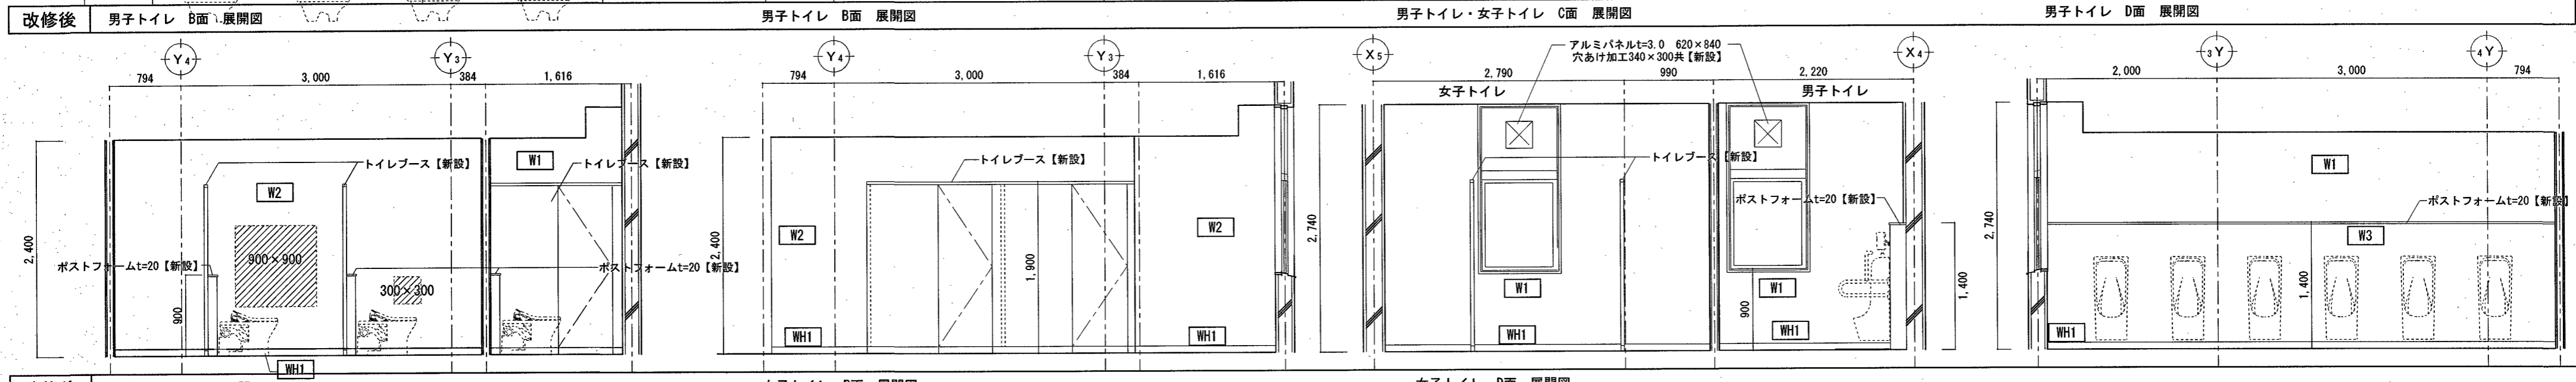 改修後
男子トイレ B面 展開図
男子トイレ B面 展開図
男子トイレ・女子トイレ C面 展開図
男子トイレ D面 展開図
Y4
Y3
794
3,000
384
1,616
W1
トイレブース【新設】
トイレブース【新設】
W2
2,400
900×900
ポストフォームt=20【新設】
ポストフォームt=20【新設】
300×300
900
WH1
Y4
Y3
794
3,000
384
1,616
トイレブース【新設】
W2
W2
2,400
1,900
WH1
WH1
X5
X4
アルミパネルt=3.0 620×840
穴あけ加工340×300共【新設】
2,790
990
2,220
女子トイレ
男子トイレ
トイレブース【新設】
ポストフォームt=20【新設】
2,740
W1
W1
900
1,400
WH1
WH1
3Y
4Y
2,000
3,000
794
W1
ポストフォームt=20【新設】
W3
2,740
1,400
WH1